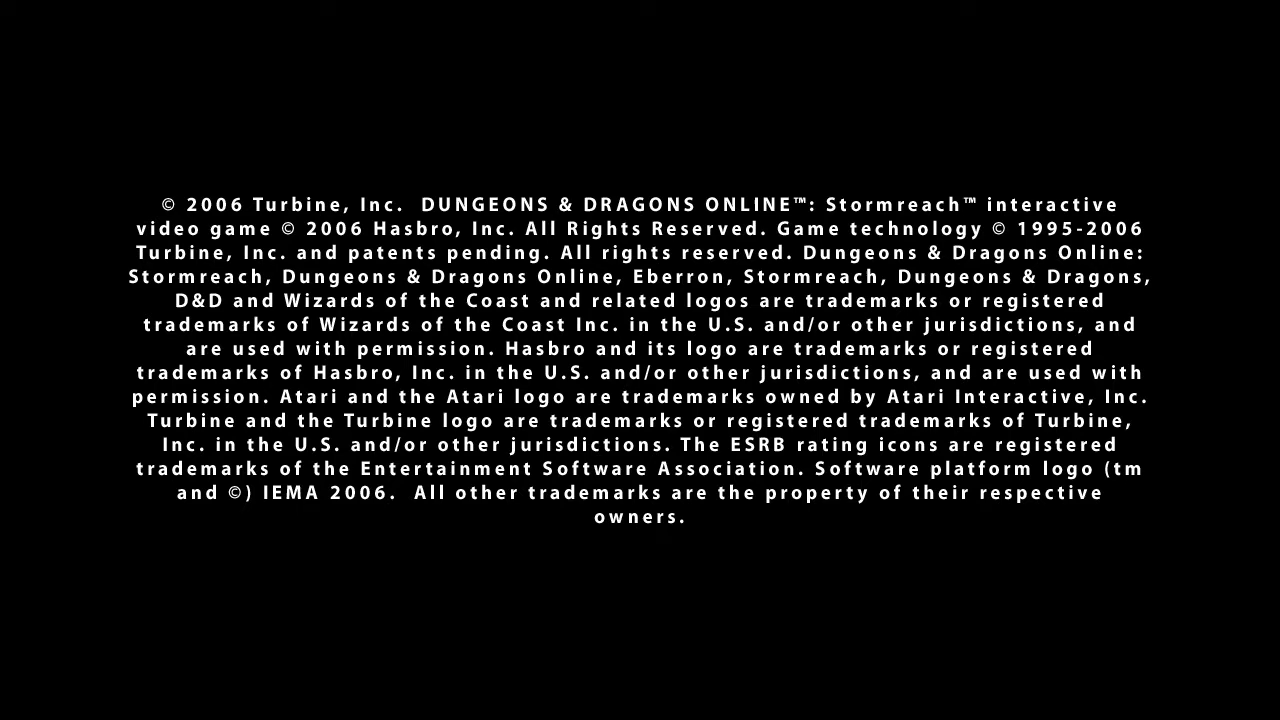 © 2006 Turbine, Inc.  DUNGEONS & DRAGONS ONLINE™: Stormreach™ interactive
video game © 2006 Hasbro, Inc. All Rights Reserved. Game technology © 1995-2006
Turbine, Inc. and patents pending. All rights reserved. Dungeons & Dragons Online:
Stormreach, Dungeons & Dragons Online, Eberron, Stormreach, Dungeons & Dragons,
D&D and Wizards of the Coast and related logos are trademarks or registered
trademarks of Wizards of the Coast Inc. in the U.S. and/or other jurisdictions, and
are used with permission. Hasbro and its logo are trademarks or registered
trademarks of Hasbro, Inc. in the U.S. and/or other jurisdictions, and are used with
permission. Atari and the Atari logo are trademarks owned by Atari Interactive, Inc.
Turbine and the Turbine logo are trademarks or registered trademarks of Turbine,
Inc. in the U.S. and/or other jurisdictions. The ESRB rating icons are registered
trademarks of the Entertainment Software Association. Software platform logo (tm
and ©) IEMA 2006.  All other trademarks are the property of their respective
owners.